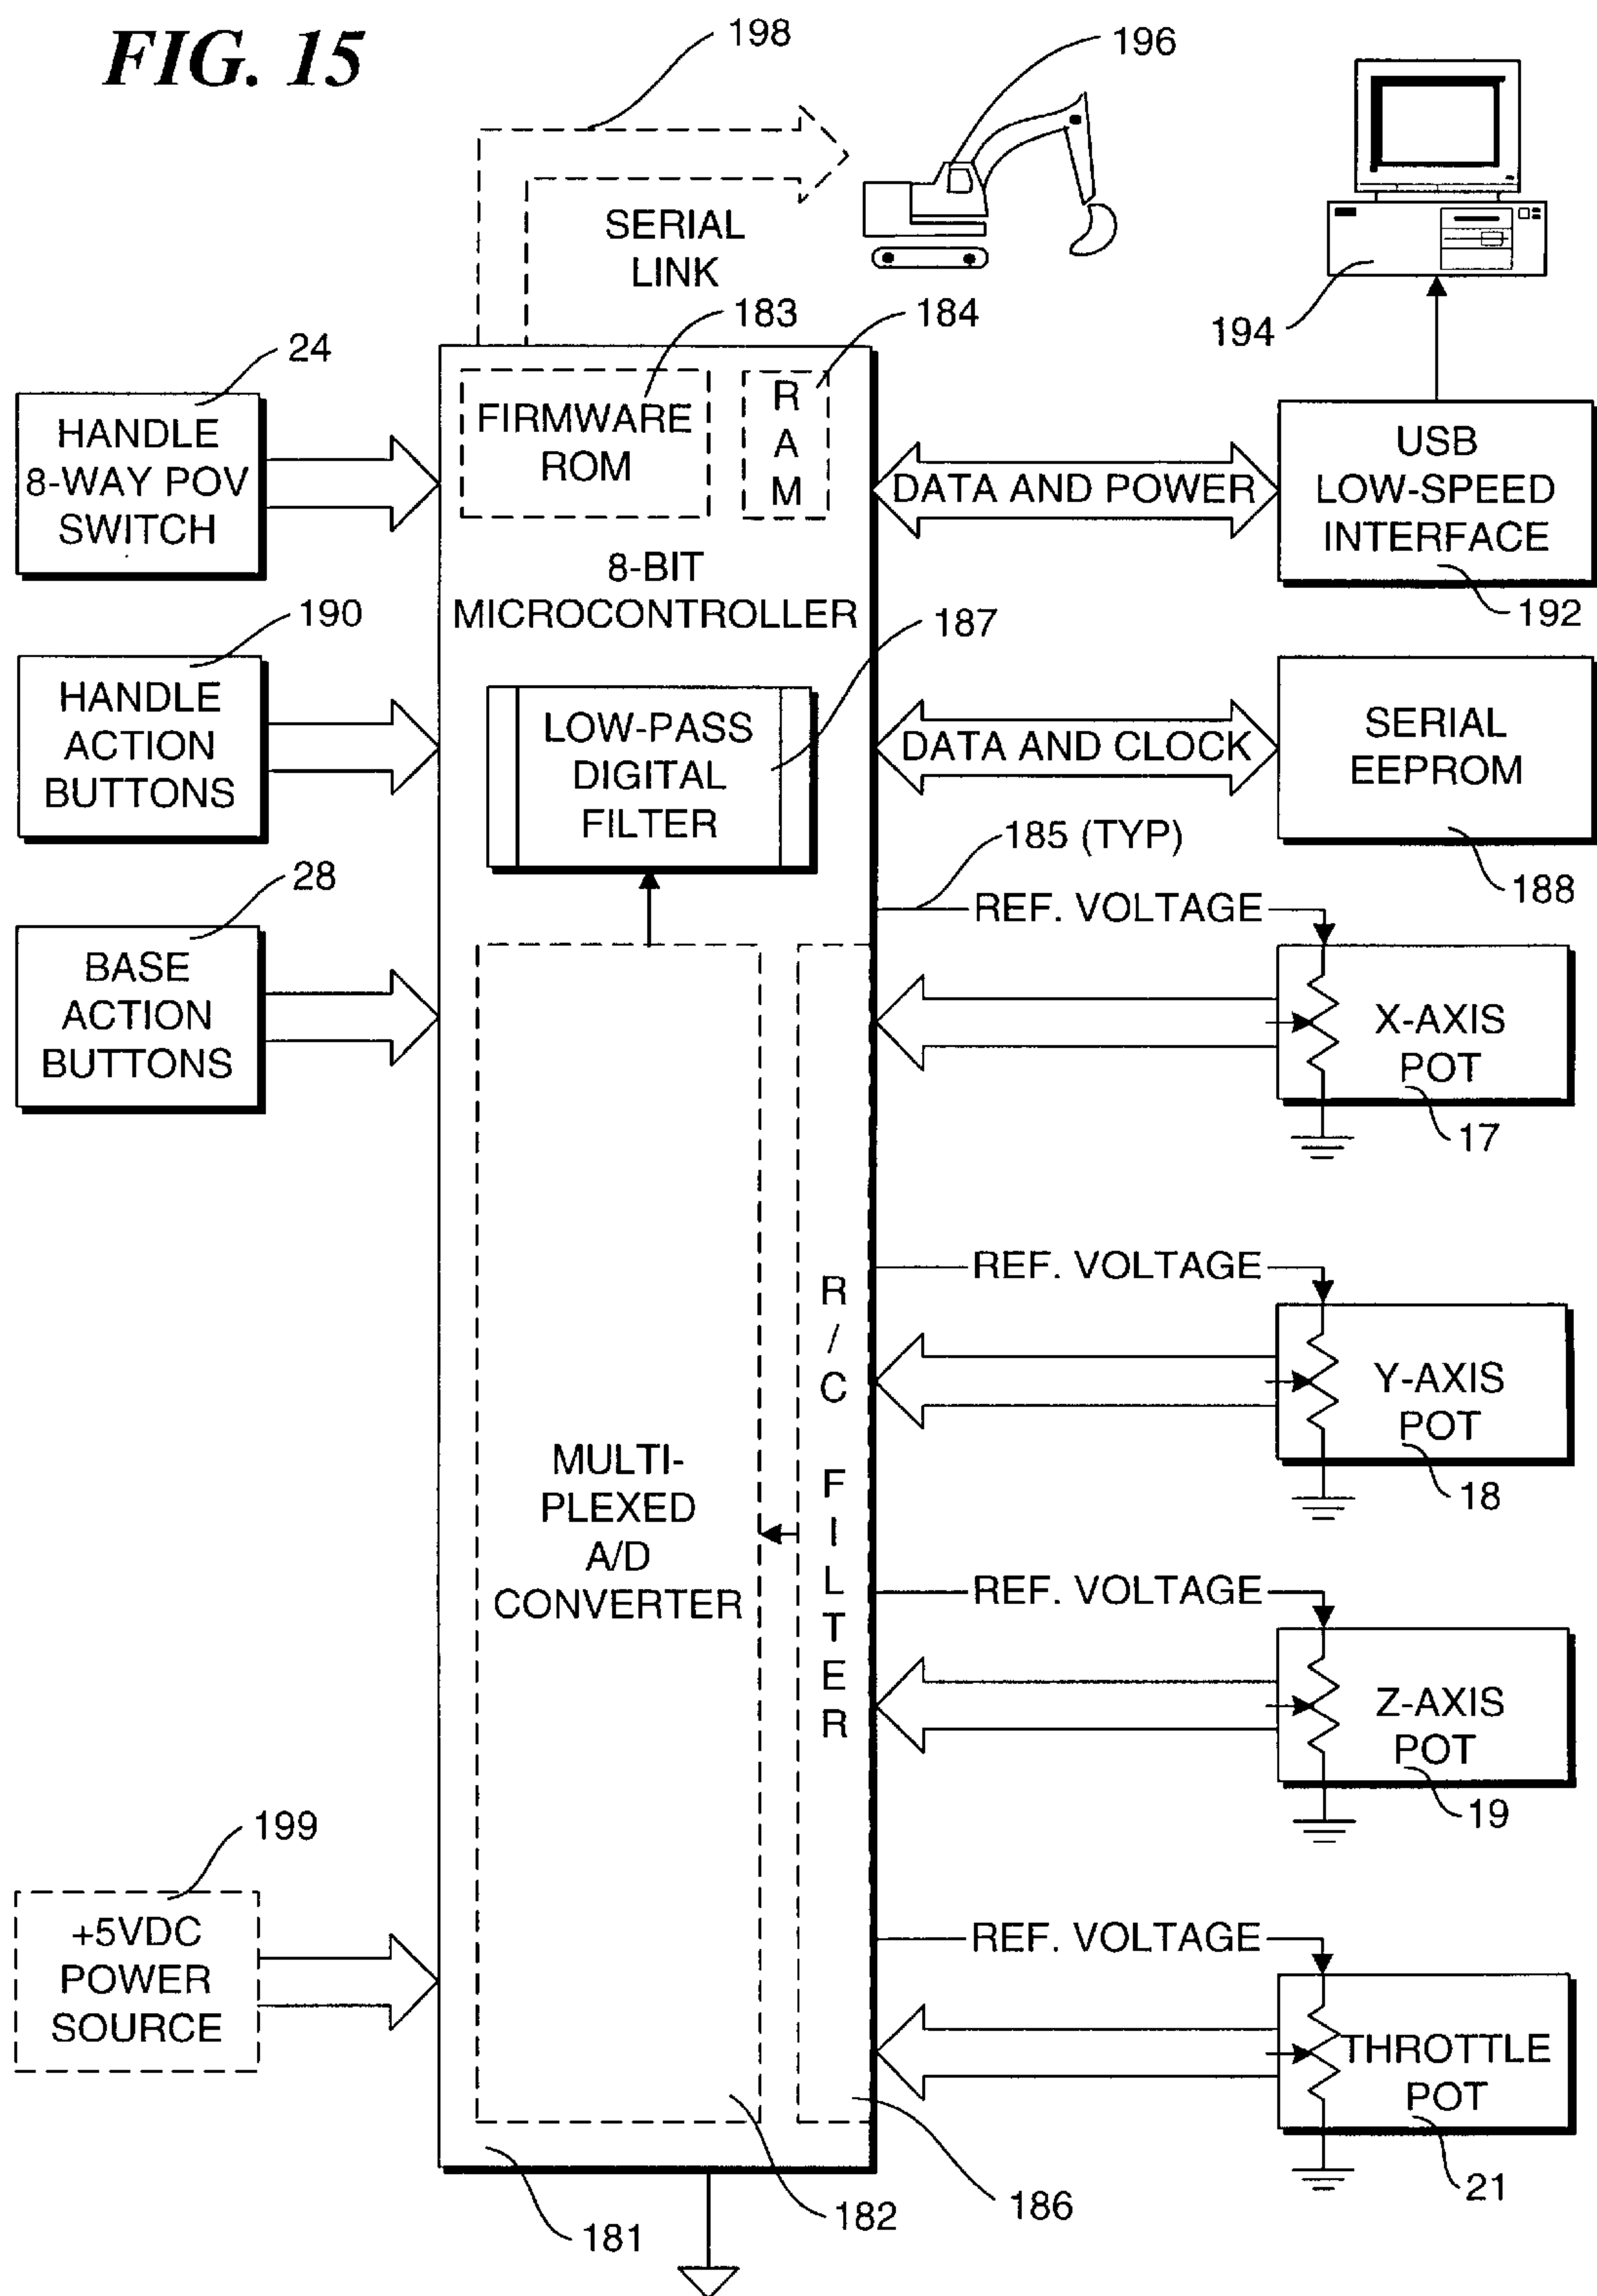 FIG. 15
198
196
SERIAL
LINK
183
184
194
24
HANDLE
8-WAY POV
SWITCH
FIRMWARE
ROM
R
A
M
DATA AND POWER
USB
LOW-SPEED
INTERFACE
192
8-BIT
MICROCONTROLLER
190
HANDLE
ACTION
BUTTONS
187
LOW-PASS
DIGITAL
FILTER
DATA AND CLOCK
SERIAL
EEPROM
188
28
BASE
ACTION
BUTTONS
185 (TYP)
REF. VOLTAGE
X-AXIS
POT
17
REF. VOLTAGE
Y-AXIS
POT
18
R
/
C
F
I
L
T
E
R
MULTI-
PLEXED
A/D
CONVERTER
REF. VOLTAGE
Z-AXIS
POT
19
199
+5VDC
POWER
SOURCE
REF. VOLTAGE
THROTTLE
POT
21
181
182
186